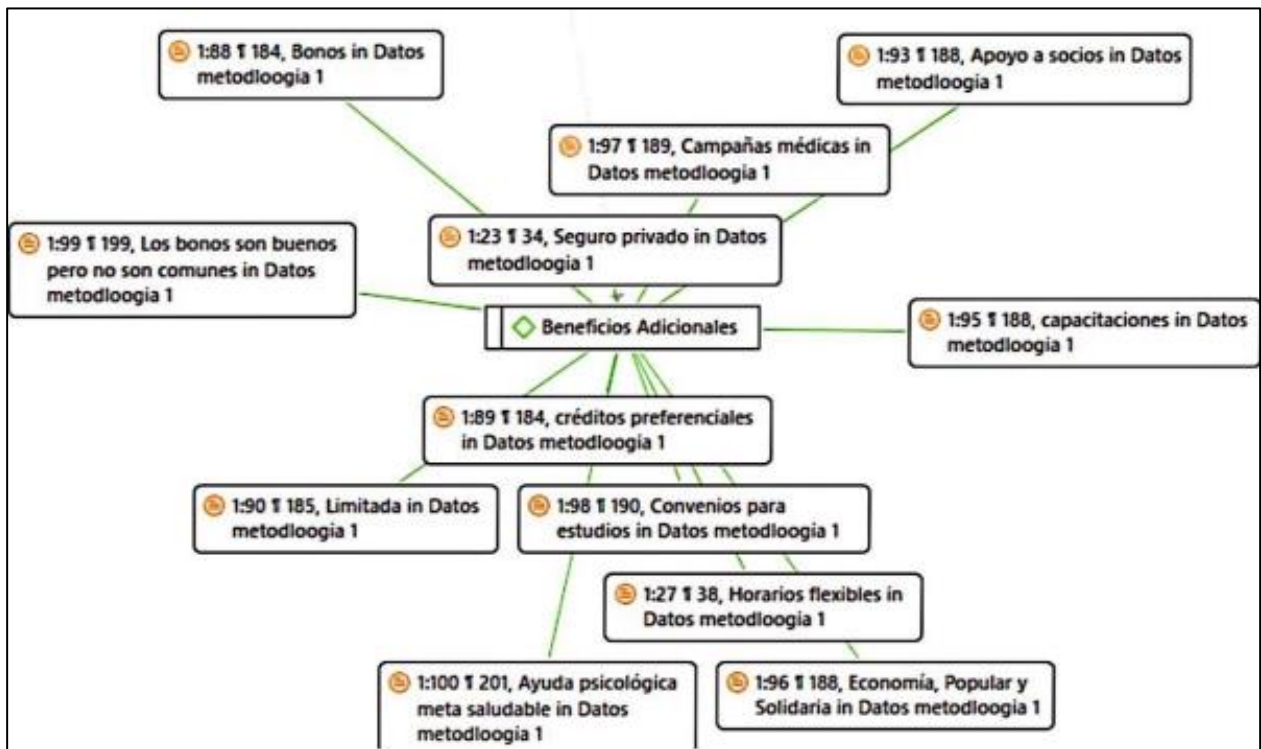 1:88 ¶ 184, Bonos in Datos
metodloogia 1
1:93 ¶ 188, Apoyo a socios in Datos
metodloogia 1
1:97 ¶ 189, Campañas médicas in
Datos metodloogia 1
1:23 ¶ 34, Seguro privado in Datos
metodloogia 1
1:99 ¶ 199, Los bonos son buenos
pero no son comunes in Datos
metodloogia 1
Beneficios Adicionales
1:95 ¶ 188, capacitaciones in Datos
metodloogia 1
1:89 ¶ 184, créditos preferenciales
in Datos metodloogia 1
1:90 ¶ 185, Limitada in Datos
metodloogia 1
1:98 ¶ 190, Convenios para
estudios in Datos metodloogia 1
1:27 ¶ 38, Horarios flexibles in
Datos metodloogia 1
1:100 ¶ 201, Ayuda psicológica
meta saludable in Datos
metodloogia 1
1:96 ¶ 188, Economía, Popular y
Solidaria in Datos metodloogia 1